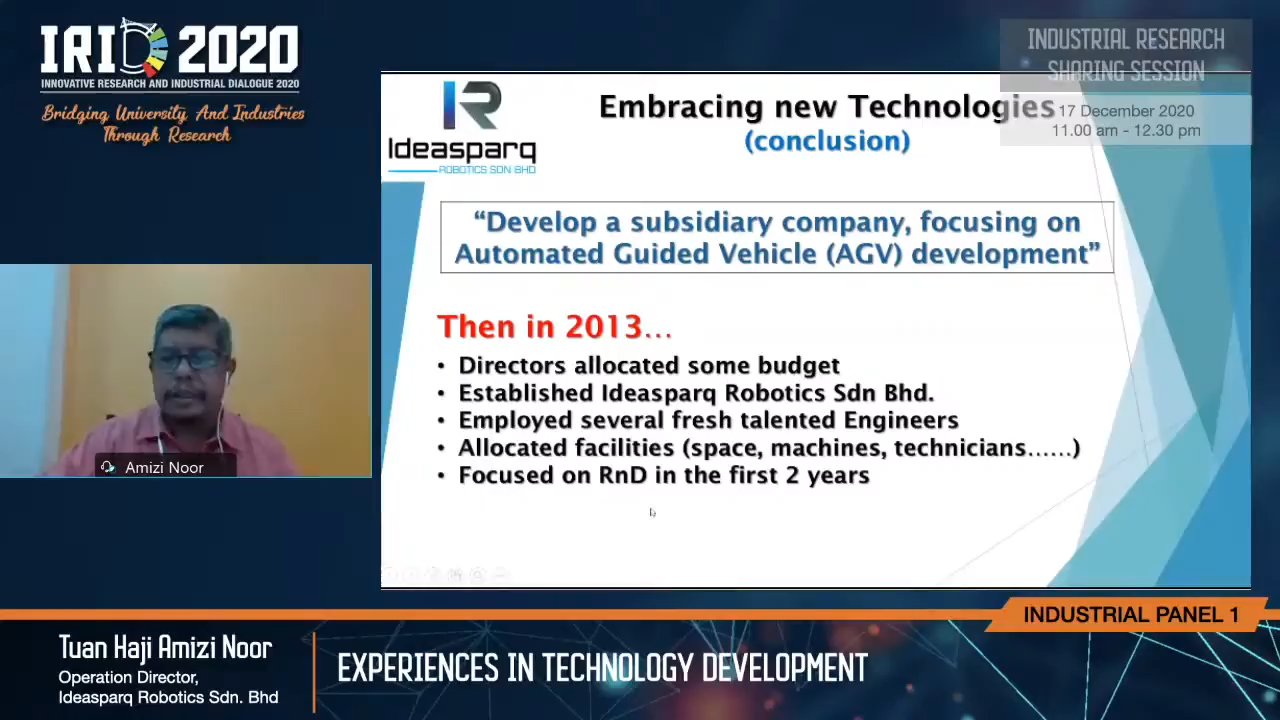 IRID 2020
INNOVATIVE RESEARCH AND INDUSTRIAL DIALOGUE 2020
Bridging University And Industries
Through Research
INDUSTRIAL RESEARCH
SHARING SESSION
17 December 2020
11.00 am - 12.30 pm
IR
Ideasparq
ROBOTICS SDN BHD
Embracing new Technologies
(conclusion)
“Develop a subsidiary company, focusing on
Automated Guided Vehicle (AGV) development”
Then in 2013...
• Directors allocated some budget
• Established Ideasparq Robotics Sdn Bhd.
• Employed several fresh talented Engineers
• Allocated facilities (space, machines, technicians......)
• Focused on RnD in the first 2 years
Amizi Noor
INDUSTRIAL PANEL 1
Tuan Haji Amizi Noor
Operation Director,
Ideasparq Robotics Sdn. Bhd
EXPERIENCES IN TECHNOLOGY DEVELOPMENT